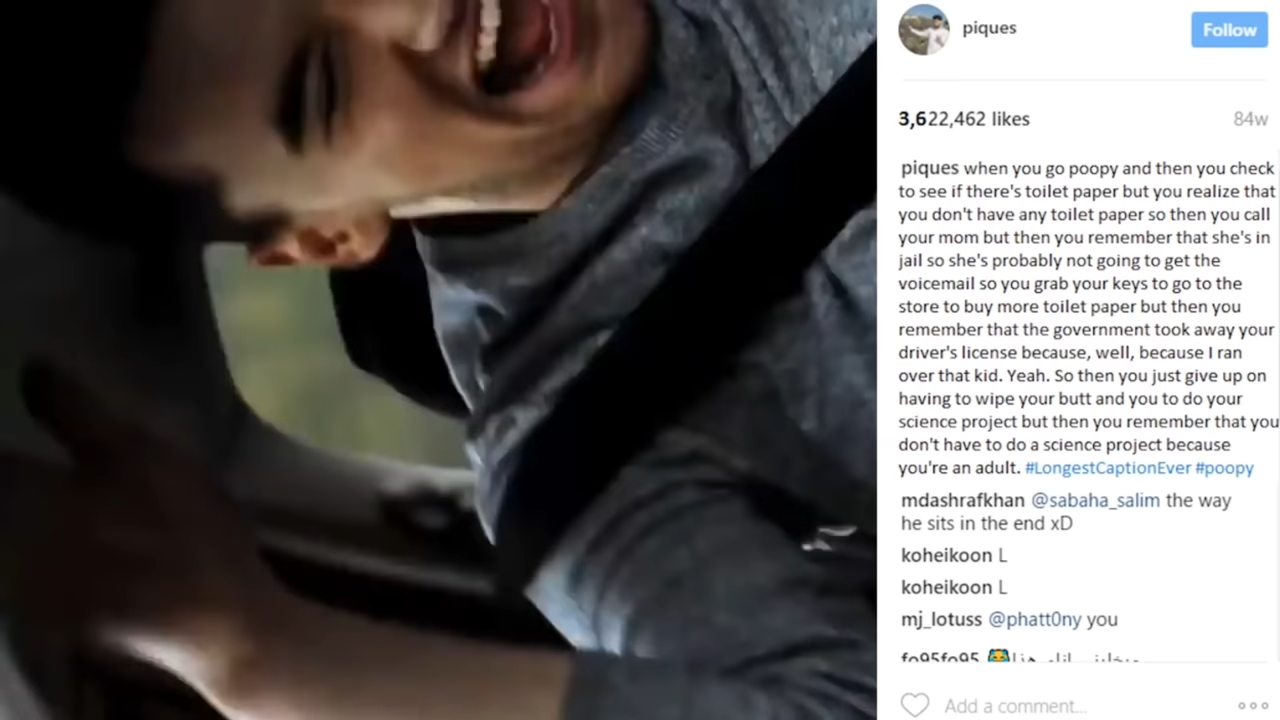 piques
Follow
3,622,462 likes
84w
piques when you go poopy and then you check
to see if there's toilet paper but you realize that
you don't have any toilet paper so then you call
your mom but then you remember that she's in
jail so she's probably not going to get the
voicemail so you grab your keys to go to the
store to buy more toilet paper but then you
remember that the government took away your
driver's license because, well, because I ran
over that kid. Yeah. So then you just give up on
having to wipe your butt and you to do your
science project but then you remember that you
don't have to do a science project because
you're an adult. #LongestCaptionEver #poopy
mdashrafkhan @sabaha_salim the way
he sits in the end xD
koheikoon L
koheikoon L
mj_lotuss @phatt0ny you
fo95fo95
Add a comment...